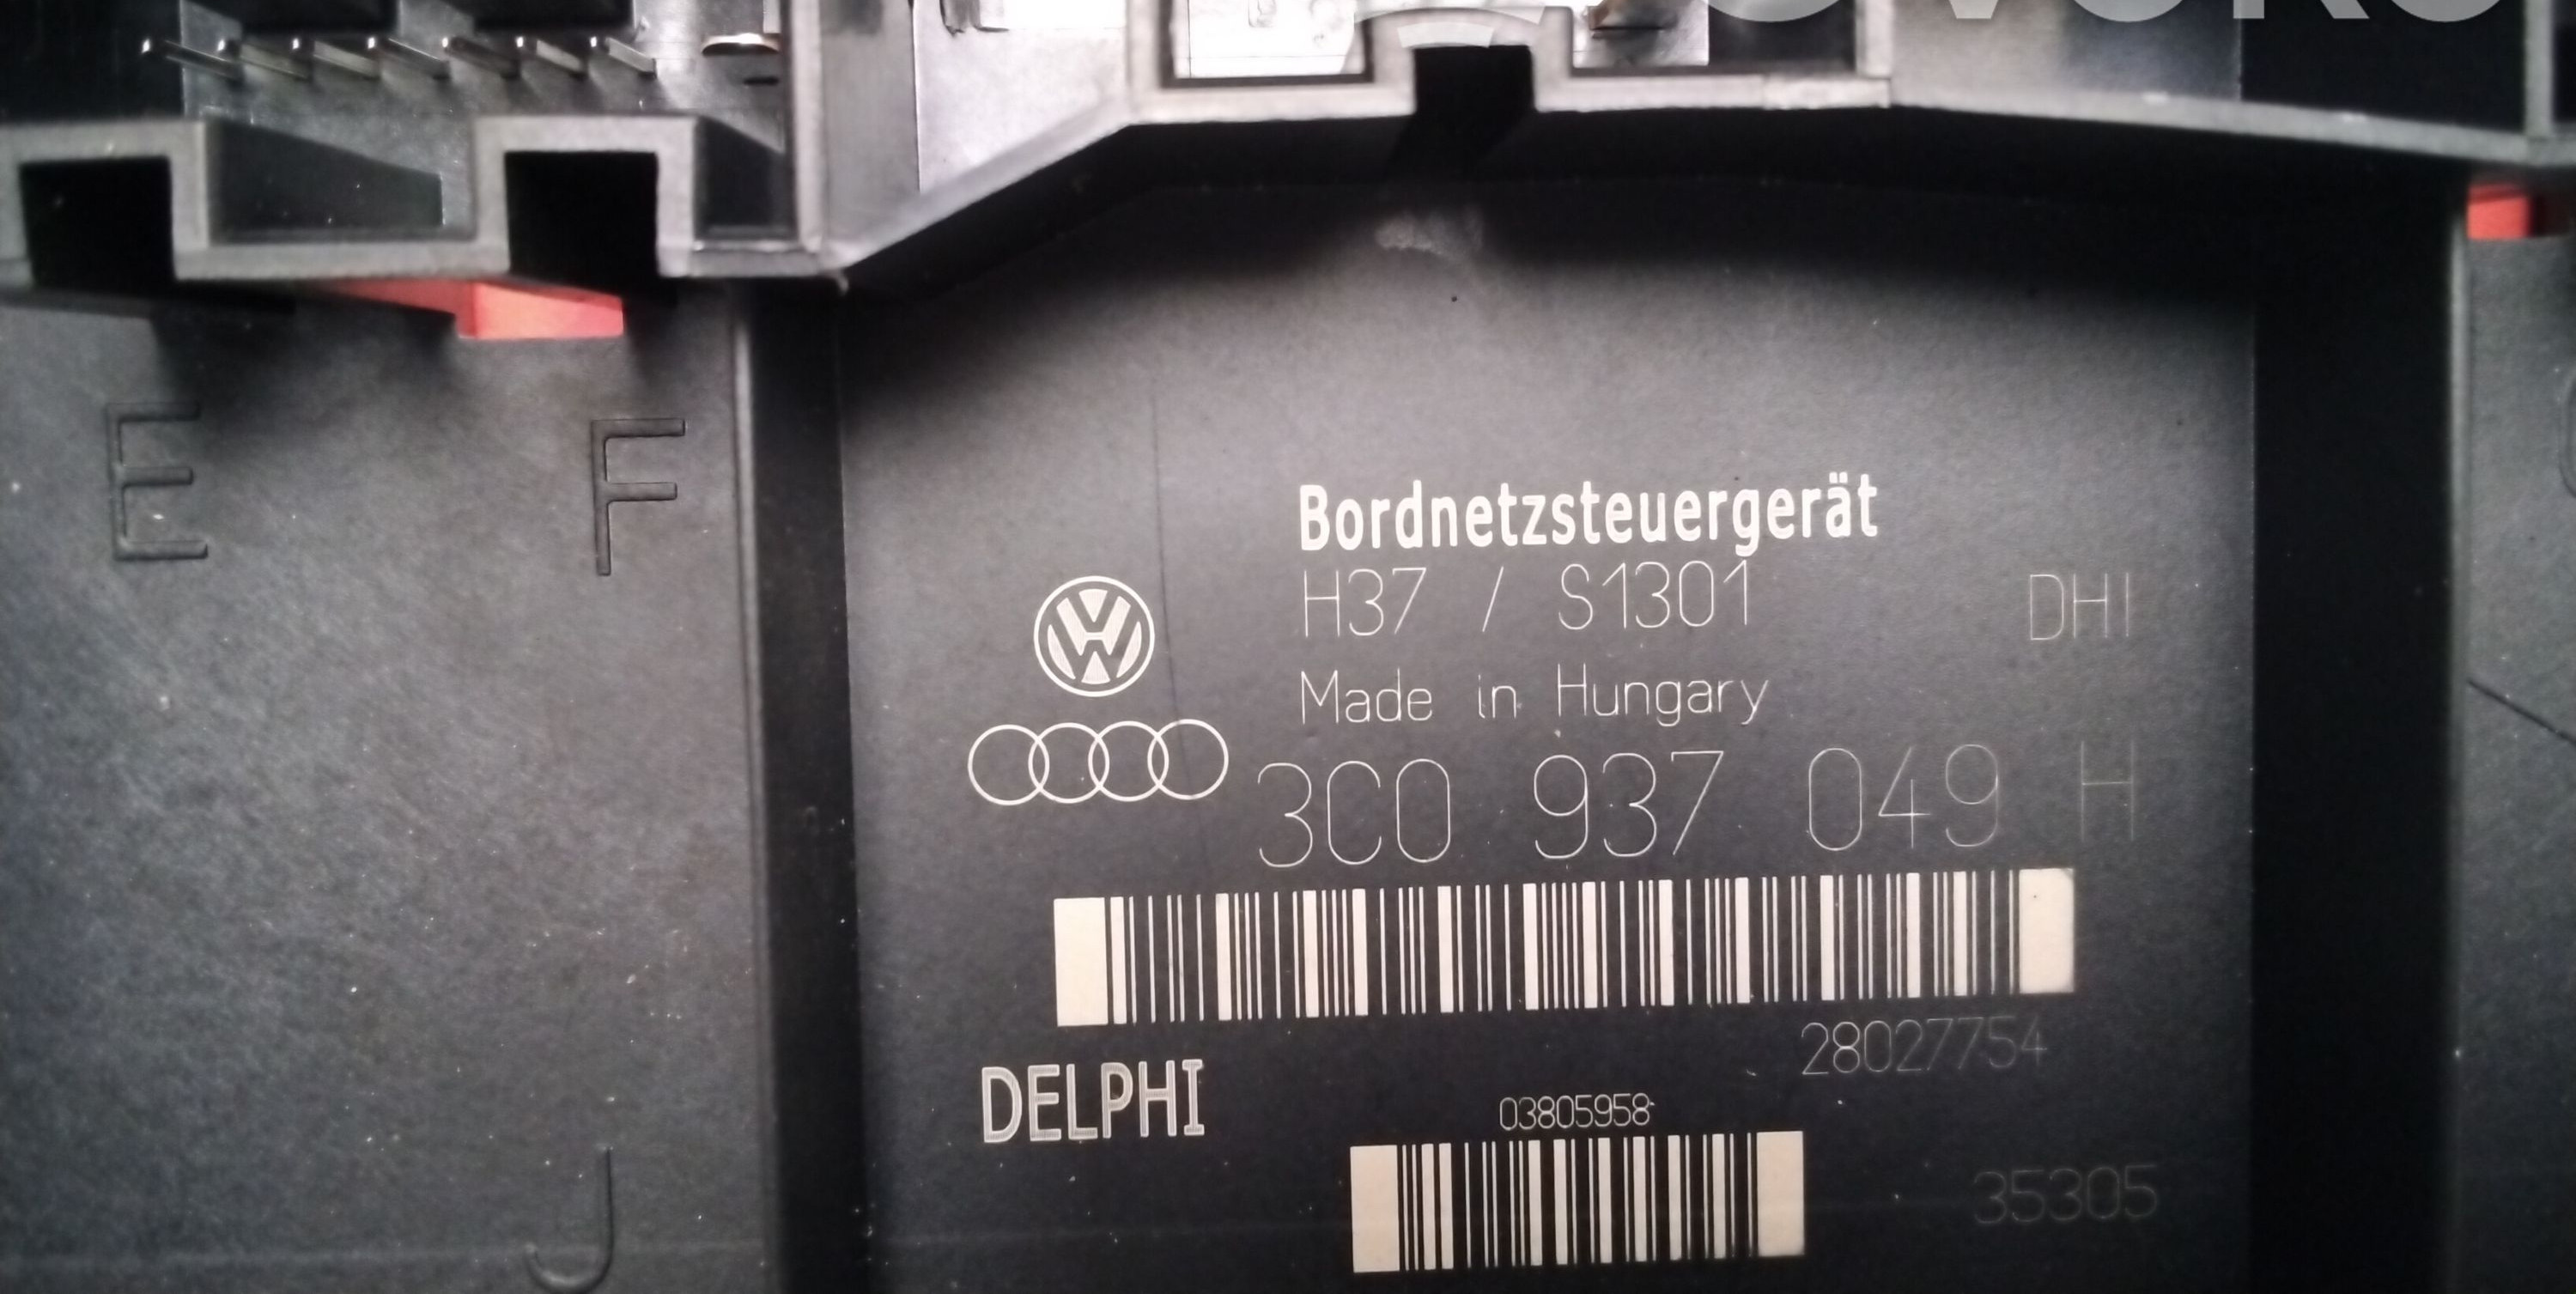 E F
Bordnetzsteuergerät
H37 / S1301 DHI
Made in Hungary
3C0 937 049 H
28027754
DELPHI
03805958
35305
J